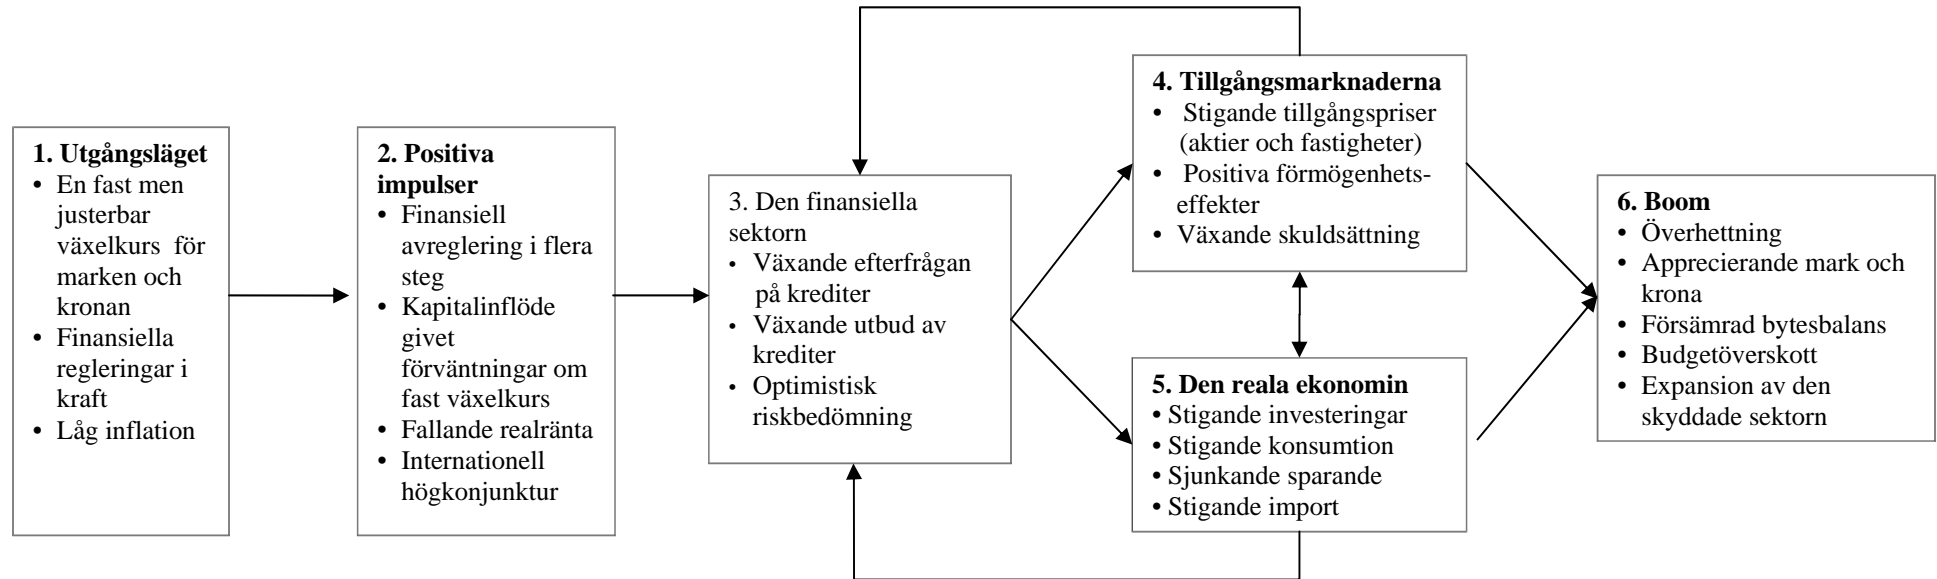 1. Utgångsläget
• En fast men
justerbar
växelkurs för
marken och
kronan
• Finansiella
regleringar i
kraft
• Låg inflation
2. Positiva
impulser
• Finansiell
avreglering i flera
steg
• Kapitalinflöde
givet
förväntningar om
fast växelkurs
• Fallande realränta
• Internationell
högkonjunktur
3. Den finansiella
sektorn
• Växande efterfrågan
på krediter
• Växande utbud av
krediter
• Optimistisk
riskbedömning
4. Tillgångsmarknaderna
• Stigande tillgångspriser
(aktier och fastigheter)
• Positiva förmögenhets-
effekter
• Växande skuldsättning
5. Den reala ekonomin
• Stigande investeringar
• Stigande konsumtion
• Sjunkande sparande
• Stigande import
6. Boom
• Överhettning
• Apprecierande mark och
krona
• Försämrad bytesbalans
• Budgetöverskott
• Expansion av den
skyddade sektorn